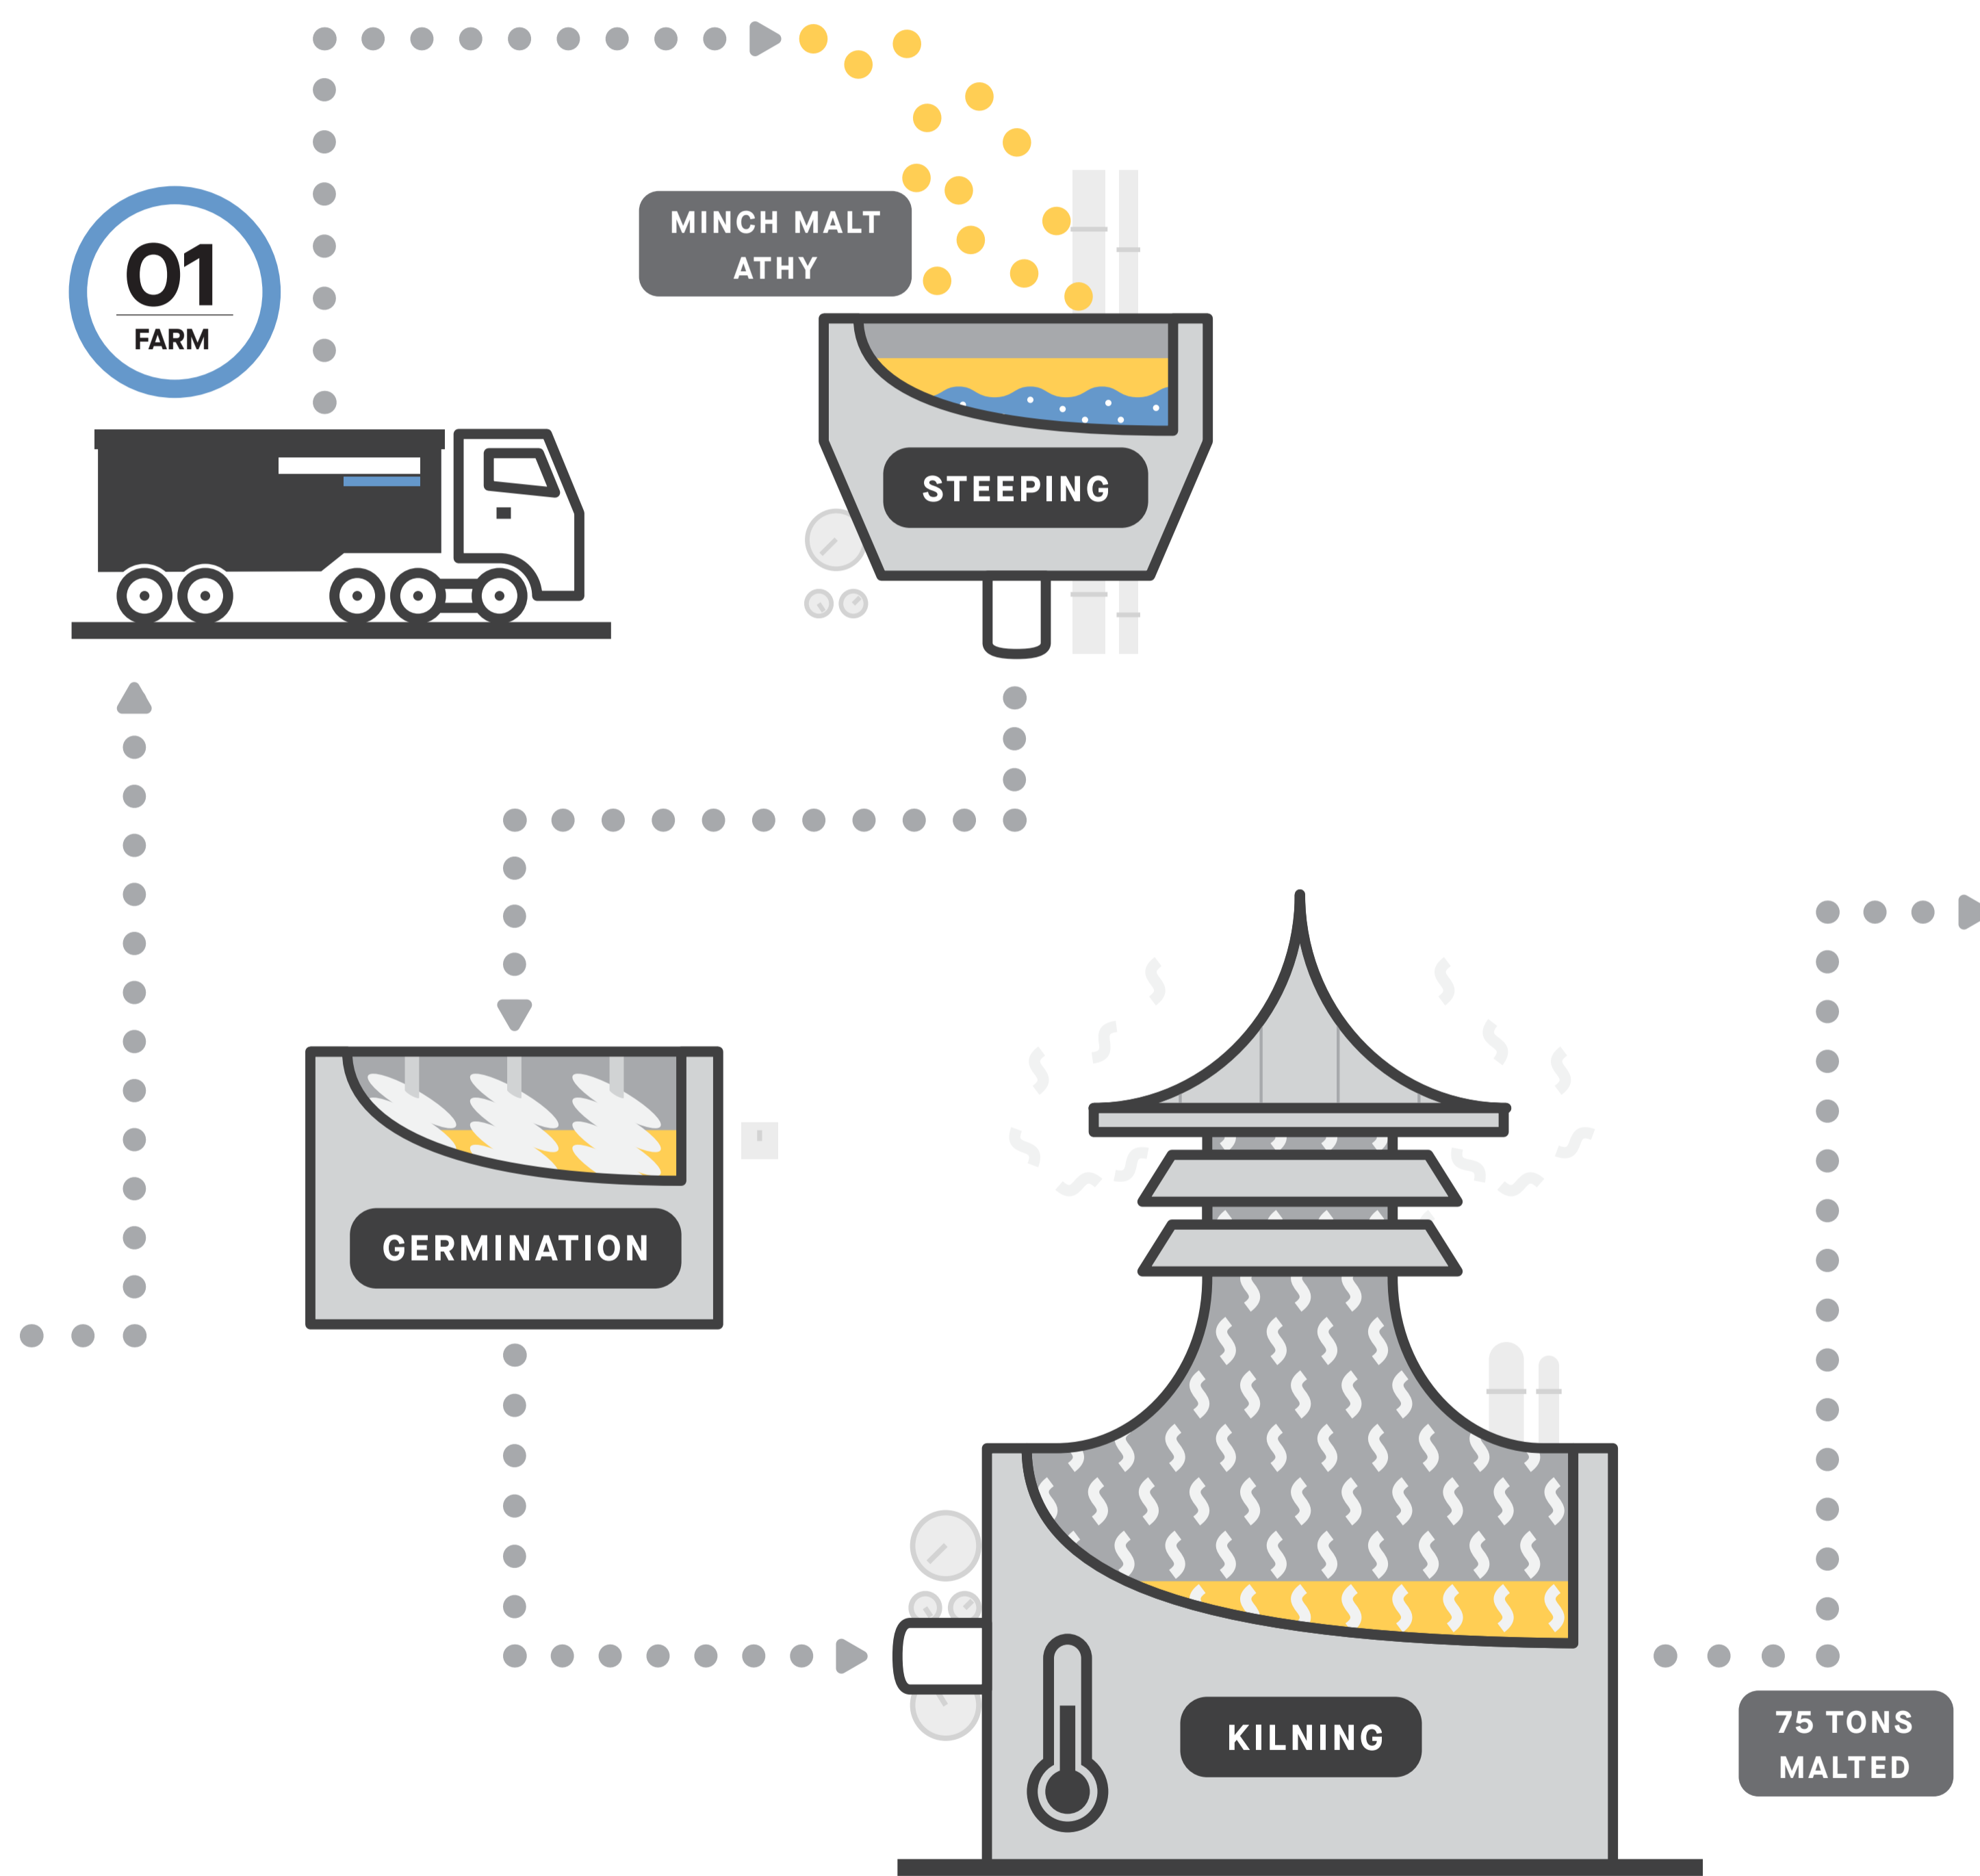 01
FARM
MINCH MALT
ATHY
STEEPING
GERMINATION
KILNING
75 TONS
MALTED